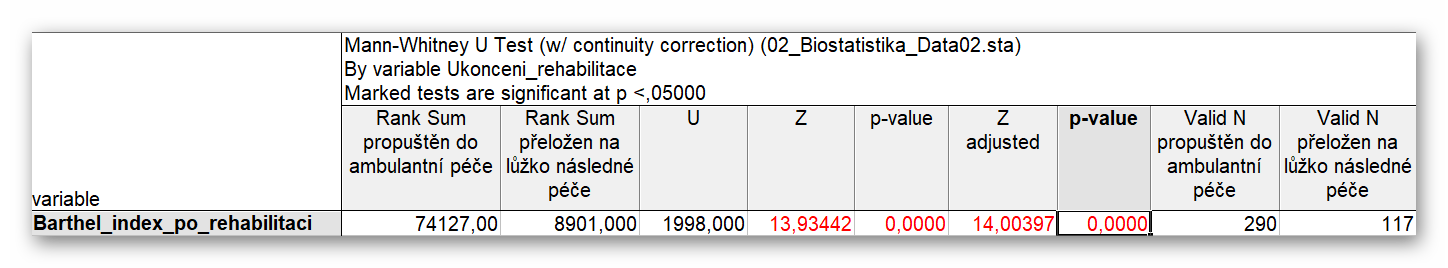 Mann-Whitney U Test (w/ continuity correction) (02_Biostatistika_Data02.sta)
By variable Ukonceni_rehabilitace
Marked tests are significant at p <,05000
variable
Rank Sum
propuštěn do
ambulantní péče
Rank Sum
přeložen na
lůžko následné
péče
U
Z
p-value
Z
adjusted
p-value
Valid N
propuštěn do
ambulantní
péče
Valid N
přeložen na
lůžko následné
péče
Barthel_index_po_rehabilitaci 74127,00 8901,000 1998,000 13,93442 0,0000 14,00397 0,0000 290 117